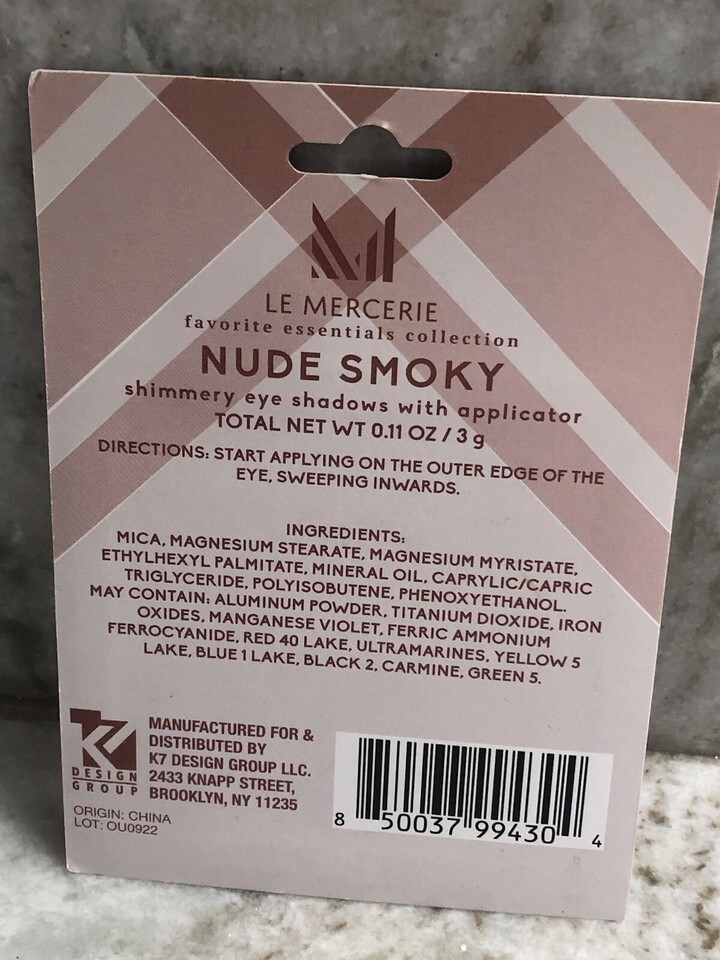 LE MERCERIE
favorite essentials collection
NUDE SMOKY
shimmery eye shadows with applicator
TOTAL NET WT 0.11 OZ / 3 g
DIRECTIONS: START APPLYING ON THE OUTER EDGE OF THE
EYE, SWEEPING INWARDS.
INGREDIENTS:
MICA, MAGNESIUM STEARATE, MAGNESIUM MYRISTATE,
ETHYLHEXYL PALMITATE, MINERAL OIL, CAPRYLIC/CAPRIC
TRIGLYCERIDE, POLYISOBUTENE, PHENOXYETHANOL.
MAY CONTAIN: ALUMINUM POWDER, TITANIUM DIOXIDE, IRON
OXIDES, MANGANESE VIOLET, FERRIC AMMONIUM
FERROCYANIDE, RED 40 LAKE, ULTRAMARINES, YELLOW 5
LAKE, BLUE 1 LAKE, BLACK 2, CARMINE, GREEN 5.
K7
DESIGN
GROUP
MANUFACTURED FOR &
DISTRIBUTED BY
K7 DESIGN GROUP LLC.
2433 KNAPP STREET,
BROOKLYN, NY 11235
ORIGIN: CHINA
LOT: OU0922
8 50037 99430 4